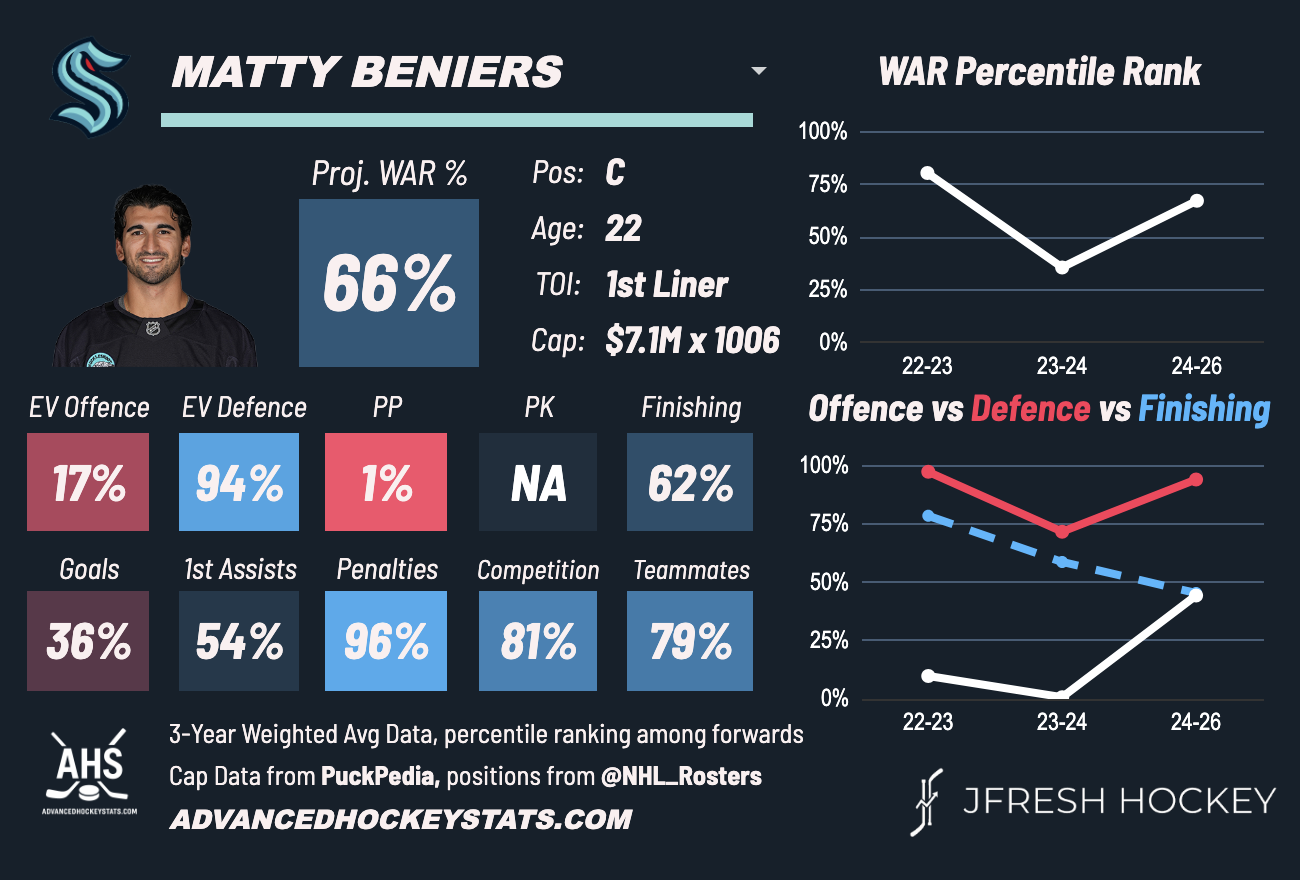 MATTY BENIERS
WAR Percentile Rank
Proj. WAR %
66%
Pos: C
Age: 22
TOI: 1st Liner
Cap: $7.1M x 1006
100%
75%
50%
25%
0%
22-23 23-24 24-26
EV Offence EV Defence PP PK Finishing
17% 94% 1% NA 62%
Goals 1st Assists Penalties Competition Teammates
36% 54% 96% 81% 79%
Offence vs Defence vs Finishing
100%
75%
50%
25%
0%
22-23 23-24 24-26
AHS
ADVANCEDHOCKEYSTATS.COM
3-Year Weighted Avg Data, percentile ranking among forwards
Cap Data from PuckPedia, positions from @NHL_Rosters
ADVANCEDHOCKEYSTATS.COM
JFRESH HOCKEY